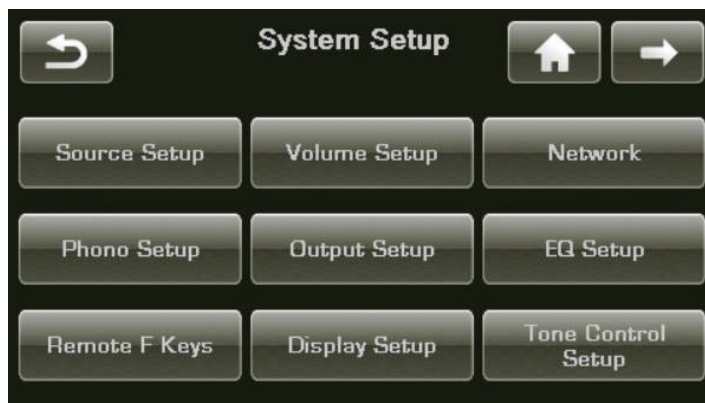 System Setup
Source Setup
Volume Setup
Network
Phono Setup
Output Setup
EQ Setup
Remote F Keys
Display Setup
Tone Control
Setup